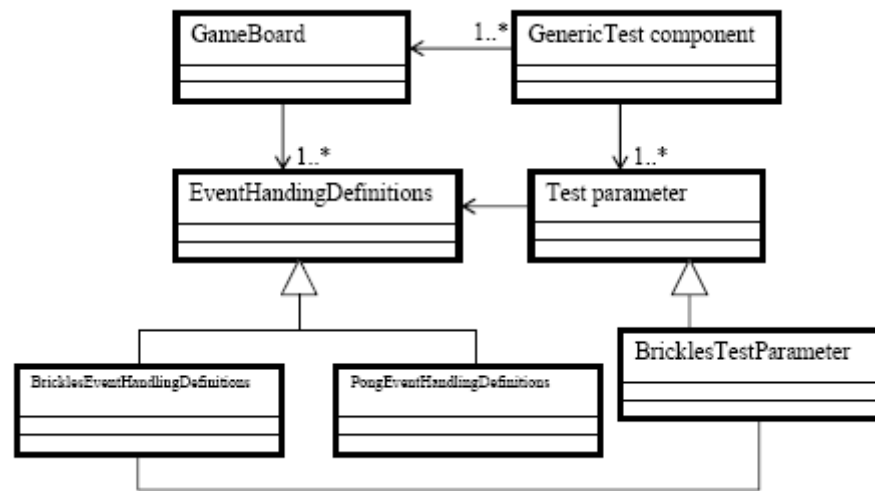 GameBoard
1..*
GenericTest component
1..*
1..*
EventHandingDefinitions
Test parameter
BricklesTestParameter
BricklesEventHandlingDefinitions
PongEventHandlingDefinitions